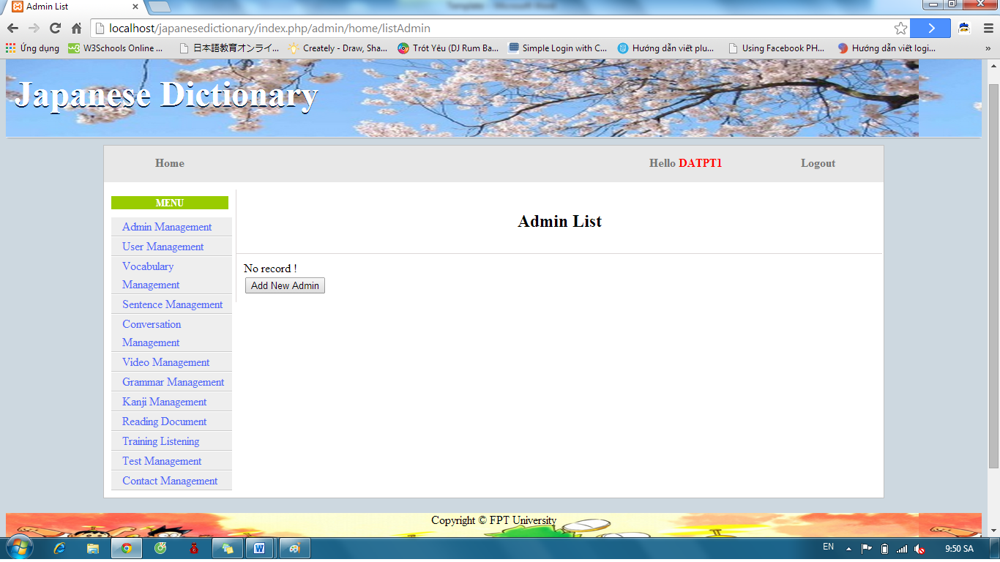 Admin List
localhost/japanesedictionary/index.php/admin/home/listAdmin
Ứng dụng W3Schools Online ... 日本語教育オンライ... Creately - Draw, Sha... Trót Yêu (DJ Rum Ba... Simple Login with C... Hướng dẫn viết plu... Using Facebook PH... Hướng dẫn viết logi... »
Japanese Dictionary
Home Hello DATPT1 Logout
MENU
Admin Management
User Management
Vocabulary
Management
Sentence Management
Conversation
Management
Video Management
Grammar Management
Kanji Management
Reading Document
Training Listening
Test Management
Contact Management
Admin List
No record !
Add New Admin
Copyright © FPT University
EN 9:50 SA